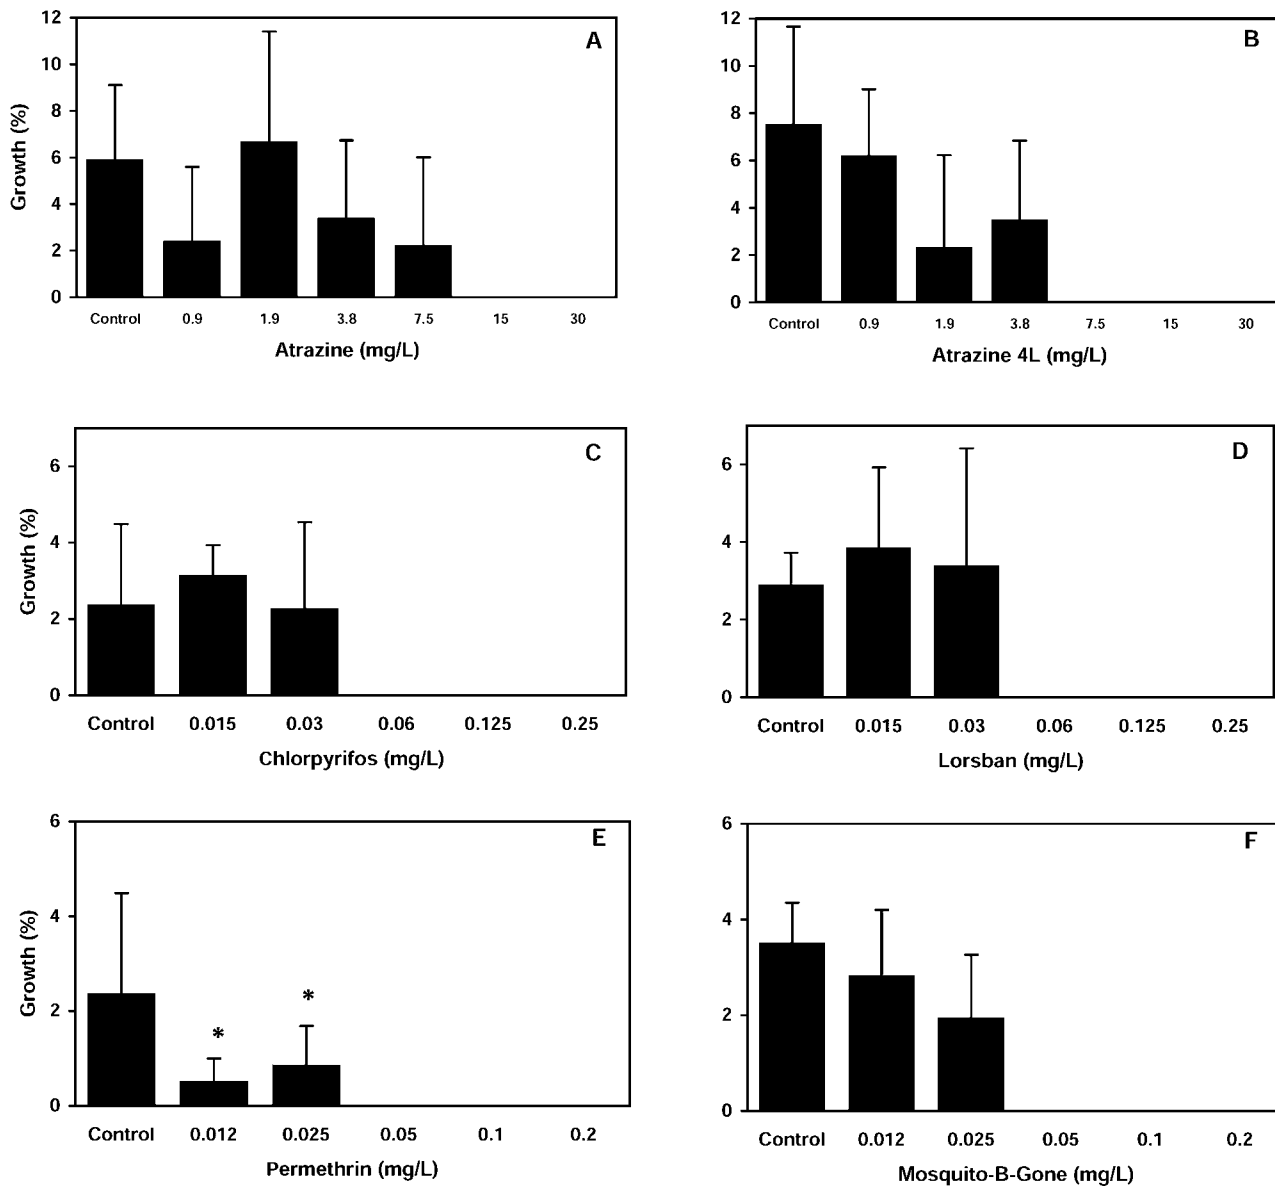 A
12
10
8
6
4
2
0
Growth (%)
Control 0.9 1.9 3.8 7.5 15 30
Atrazine (mg/L)
B
12
10
8
6
4
2
0
Control 0.9 1.9 3.8 7.5 15 30
Atrazine 4L (mg/L)
C
6
4
2
0
Growth (%)
Control 0.015 0.03 0.06 0.125 0.25
Chlorpyrifos (mg/L)
D
6
4
2
0
Control 0.015 0.03 0.06 0.125 0.25
Lorsban (mg/L)
E
6
4
2
0
Growth (%)
* *
Control 0.012 0.025 0.05 0.1 0.2
Permethrin (mg/L)
F
6
4
2
0
Control 0.012 0.025 0.05 0.1 0.2
Mosquito-B-Gone (mg/L)